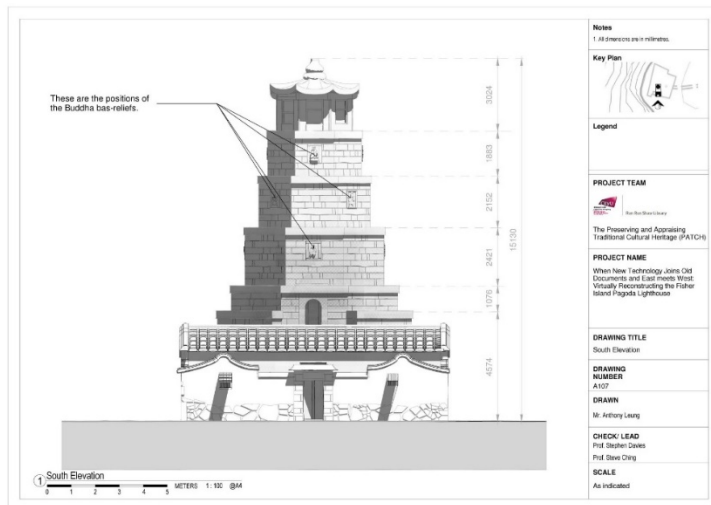 These are the positions of
the Buddha bas-reliefs.
3024
1883
2152
2421
1076
4574
15130
1
South Elevation
METERS 1 : 100 @A4
0 1 2 3 4 5
Notes
1. All dimensions are in millimetres.
Key Plan
Legend
PROJECT TEAM
The Preserving and Appraising
Traditional Cultural Heritage (PATCH)
PROJECT NAME
When New Technology Joins Old
Documents and East meets West:
Virtually Reconstructing the Fisher
Island Pagoda Lighthouse
DRAWING TITLE
South Elevation
DRAWING
NUMBER
A107
DRAWN
Mr. Anthony Leung
CHECK/ LEAD
Prof. Stephen Davies
Prof. Steve Ching
SCALE
As indicated